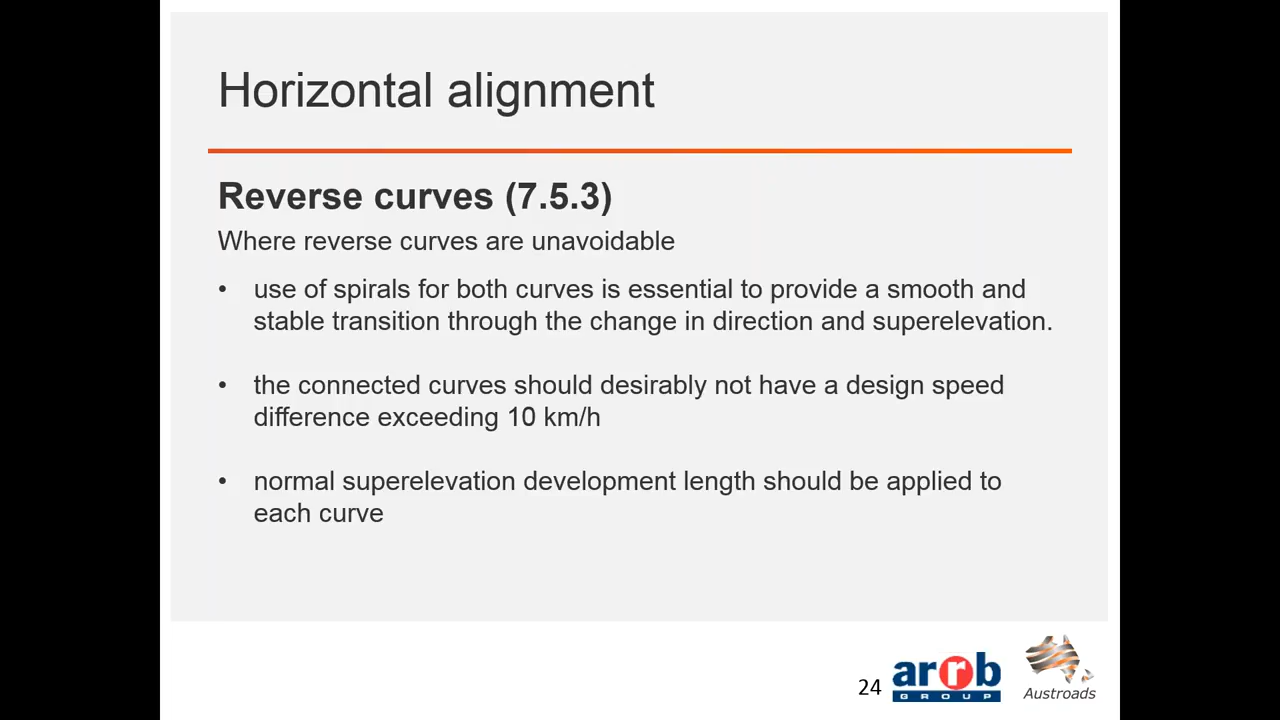 Horizontal alignment
Reverse curves (7.5.3)
Where reverse curves are unavoidable
• use of spirals for both curves is essential to provide a smooth and
stable transition through the change in direction and superelevation.
• the connected curves should desirably not have a design speed
difference exceeding 10 km/h
• normal superelevation development length should be applied to
each curve
24
arrb
GROUP
Austroads